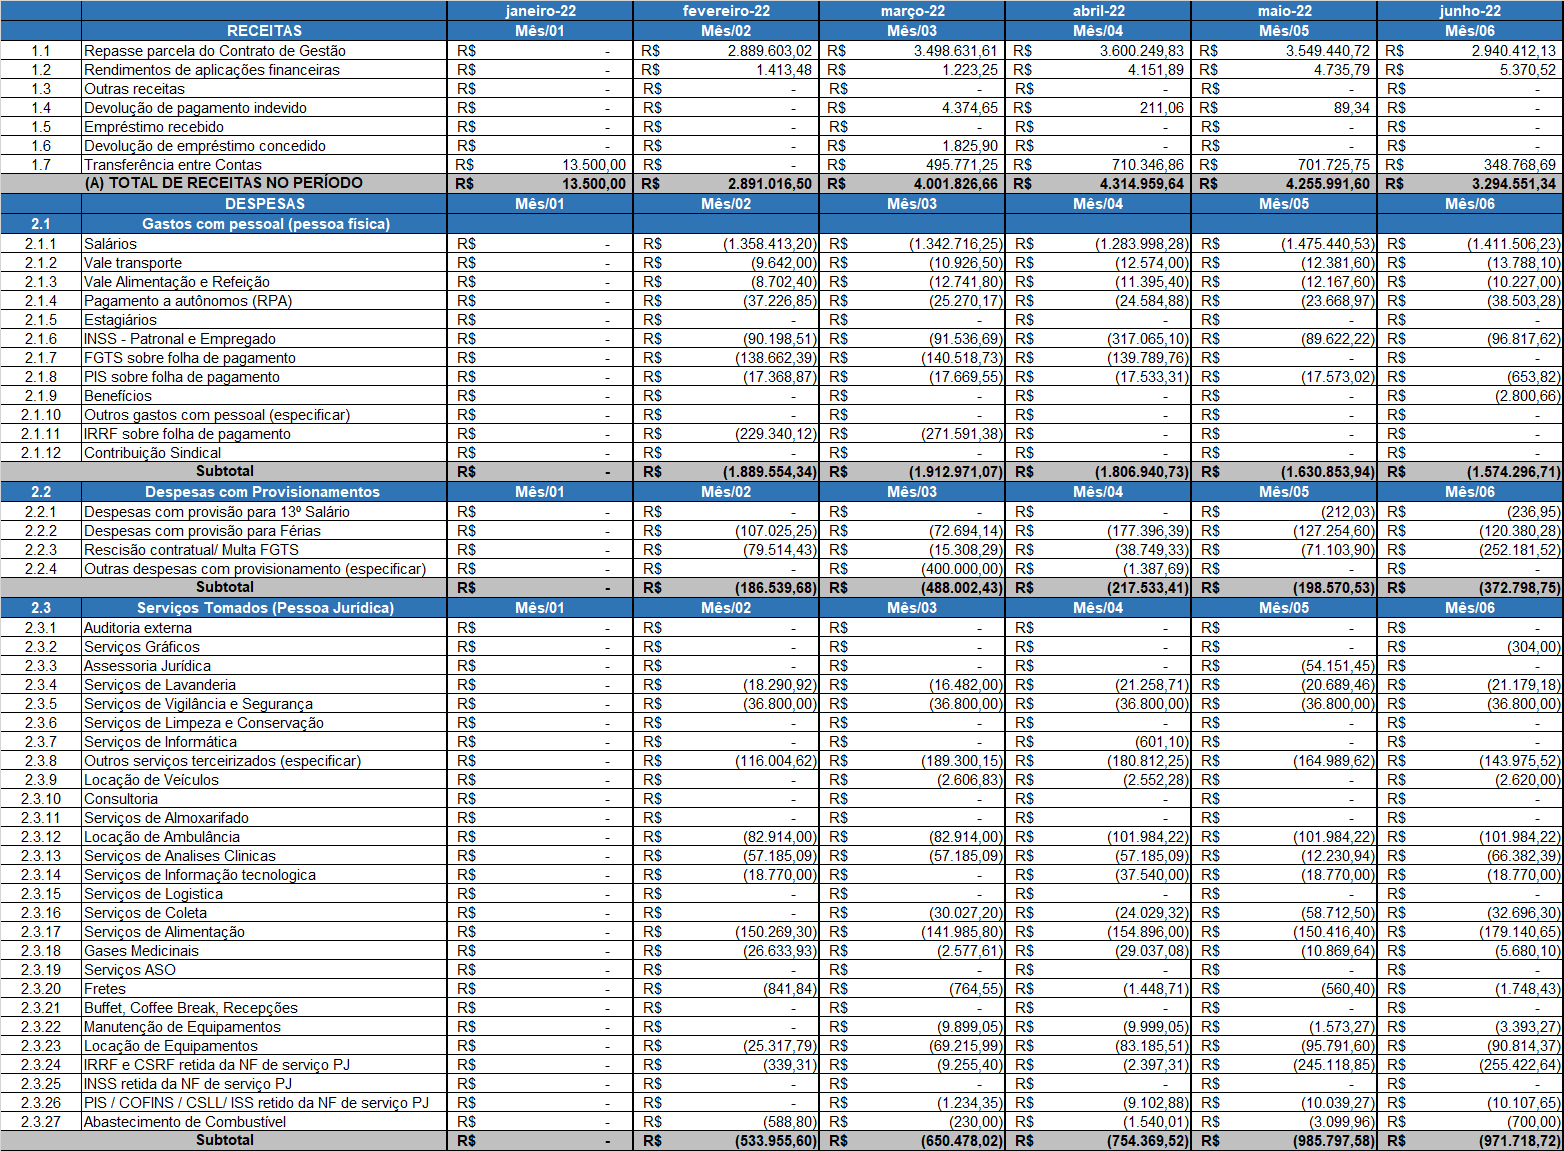 janeiro-22 fevereiro-22 março-22 abril-22 maio-22 junho-22
RECEITAS Mês/01 Mês/02 Mês/03 Mês/04 Mês/05 Mês/06
1.1 Repasse parcela do Contrato de Gestão R$ - R$ 2.889.603,02 R$ 3.498.631,61 R$ 3.600.249,83 R$ 3.549.440,72 R$ 2.940.412,13
1.2 Rendimentos de aplicações financeiras R$ - R$ 1.413,48 R$ 1.223,25 R$ 4.151,89 R$ 4.735,79 R$ 5.370,52
1.3 Outras receitas R$ - R$ - R$ - R$ - R$ - R$ -
1.4 Devolução de pagamento indevido R$ - R$ - R$ 4.374,65 R$ 211,06 R$ 89,34 R$ -
1.5 Empréstimo recebido R$ - R$ - R$ - R$ - R$ - R$ -
1.6 Devolução de empréstimo concedido R$ - R$ - R$ 1.825,90 R$ - R$ - R$ -
1.7 Transferência entre Contas R$ 13.500,00 R$ - R$ 495.771,25 R$ 710.346,86 R$ 701.725,75 R$ 348.768,69
(A) TOTAL DE RECEITAS NO PERÍODO R$ 13.500,00 R$ 2.891.016,50 R$ 4.001.826,66 R$ 4.314.959,64 R$ 4.255.991,60 R$ 3.294.551,34
DESPESAS Mês/01 Mês/02 Mês/03 Mês/04 Mês/05 Mês/06
2.1 Gastos com pessoal (pessoa física)
2.1.1 Salários R$ - R$ (1.358.413,20) R$ (1.342.716,25) R$ (1.283.998,28) R$ (1.475.440,53) R$ (1.411.506,23)
2.1.2 Vale transporte R$ - R$ (9.642,00) R$ (10.926,50) R$ (12.574,00) R$ (12.381,60) R$ (13.788,10)
2.1.3 Vale Alimentação e Refeição R$ - R$ (8.702,40) R$ (12.741,80) R$ (11.395,40) R$ (12.167,60) R$ (10.227,00)
2.1.4 Pagamento a autônomos (RPA) R$ - R$ (37.226,85) R$ (25.270,17) R$ (24.584,88) R$ (23.668,97) R$ (38.503,28)
2.1.5 Estagiários R$ - R$ - R$ - R$ - R$ - R$ -
2.1.6 INSS - Patronal e Empregado R$ - R$ (90.198,51) R$ (91.536,69) R$ (317.065,10) R$ (89.622,22) R$ (96.817,62)
2.1.7 FGTS sobre folha de pagamento R$ - R$ (138.662,39) R$ (140.518,73) R$ (139.789,76) R$ - R$ -
2.1.8 PIS sobre folha de pagamento R$ - R$ (17.368,87) R$ (17.669,55) R$ (17.533,31) R$ (17.573,02) R$ (653,82)
2.1.9 Benefícios R$ - R$ - R$ - R$ - R$ - R$ (2.800,66)
2.1.10 Outros gastos com pessoal (especificar) R$ - R$ - R$ - R$ - R$ - R$ -
2.1.11 IRRF sobre folha de pagamento R$ - R$ (229.340,12) R$ (271.591,38) R$ - R$ - R$ -
2.1.12 Contribuição Sindical R$ - R$ - R$ - R$ - R$ - R$ -
Subtotal R$ - R$ (1.889.554,34) R$ (1.912.971,07) R$ (1.806.940,73) R$ (1.630.853,94) R$ (1.574.296,71)
2.2 Despesas com Provisionamentos Mês/01 Mês/02 Mês/03 Mês/04 Mês/05 Mês/06
2.2.1 Despesas com provisão para 13º Salário R$ - R$ - R$ - R$ - R$ (212,03) R$ (236,95)
2.2.2 Despesas com provisão para Férias R$ - R$ (107.025,25) R$ (72.694,14) R$ (177.396,39) R$ (127.254,60) R$ (120.380,28)
2.2.3 Rescisão contratual/ Multa FGTS R$ - R$ (79.514,43) R$ (15.308,29) R$ (38.749,33) R$ (71.103,90) R$ (252.181,52)
2.2.4 Outras despesas com provisionamento (especificar) R$ - R$ - R$ (400.000,00) R$ (1.387,69) R$ - R$ -
Subtotal R$ - R$ (186.539,68) R$ (488.002,43) R$ (217.533,41) R$ (198.570,53) R$ (372.798,75)
2.3 Serviços Tomados (Pessoa Jurídica) Mês/01 Mês/02 Mês/03 Mês/04 Mês/05 Mês/06
2.3.1 Auditoria externa R$ - R$ - R$ - R$ - R$ - R$ -
2.3.2 Serviços Gráficos R$ - R$ - R$ - R$ - R$ - R$ (304,00)
2.3.3 Assessoria Jurídica R$ - R$ - R$ - R$ - R$ (54.151,45) R$ -
2.3.4 Serviços de Lavanderia R$ - R$ (18.290,92) R$ (16.482,00) R$ (21.258,71) R$ (20.689,46) R$ (21.179,18)
2.3.5 Serviços de Vigilância e Segurança R$ - R$ (36.800,00) R$ (36.800,00) R$ (36.800,00) R$ (36.800,00) R$ (36.800,00)
2.3.6 Serviços de Limpeza e Conservação R$ - R$ - R$ - R$ - R$ - R$ -
2.3.7 Serviços de Informática R$ - R$ - R$ - R$ (601,10) R$ - R$ -
2.3.8 Outros serviços terceirizados (especificar) R$ - R$ (116.004,62) R$ (189.300,15) R$ (180.812,25) R$ (164.989,62) R$ (143.975,52)
2.3.9 Locação de Veículos R$ - R$ - R$ (2.606,83) R$ (2.552,28) R$ - R$ (2.620,00)
2.3.10 Consultoria R$ - R$ - R$ - R$ - R$ - R$ -
2.3.11 Serviços de Almoxarifado R$ - R$ - R$ - R$ - R$ - R$ -
2.3.12 Locação de Ambulância R$ - R$ (82.914,00) R$ (82.914,00) R$ (101.984,22) R$ (101.984,22) R$ (101.984,22)
2.3.13 Serviços de Analises Clinicas R$ - R$ (57.185,09) R$ (57.185,09) R$ (57.185,09) R$ (12.230,94) R$ (66.382,39)
2.3.14 Serviços de Informação tecnologica R$ - R$ (18.770,00) R$ - R$ (37.540,00) R$ (18.770,00) R$ (18.770,00)
2.3.15 Serviços de Logistica R$ - R$ - R$ - R$ - R$ - R$ -
2.3.16 Serviços de Coleta R$ - R$ - R$ (30.027,20) R$ (24.029,32) R$ (58.712,50) R$ (32.696,30)
2.3.17 Serviços de Alimentação R$ - R$ (150.269,30) R$ (141.985,80) R$ (154.896,00) R$ (150.416,40) R$ (179.140,65)
2.3.18 Gases Medicinais R$ - R$ (26.633,93) R$ (2.577,61) R$ (29.037,08) R$ (10.869,64) R$ (5.680,10)
2.3.19 Serviços ASO R$ - R$ - R$ - R$ - R$ - R$ -
2.3.20 Fretes R$ - R$ (841,84) R$ (764,55) R$ (1.448,71) R$ (560,40) R$ (1.748,43)
2.3.21 Buffet, Coffee Break, Recepções R$ - R$ - R$ - R$ - R$ - R$ -
2.3.22 Manutenção de Equipamentos R$ - R$ - R$ (9.899,05) R$ (9.999,05) R$ (1.573,27) R$ (3.393,27)
2.3.23 Locação de Equipamentos R$ - R$ (25.317,79) R$ (69.215,99) R$ (83.185,51) R$ (95.791,60) R$ (90.814,37)
2.3.24 IRRF e CSRF retida da NF de serviço PJ R$ - R$ (339,31) R$ (9.255,40) R$ (2.397,31) R$ (245.118,85) R$ (255.422,64)
2.3.25 INSS retida da NF de serviço PJ R$ - R$ - R$ - R$ - R$ - R$ -
2.3.26 PIS / COFINS / CSLL/ ISS retido da NF de serviço PJ R$ - R$ - R$ (1.234,35) R$ (9.102,88) R$ (10.039,27) R$ (10.107,65)
2.3.27 Abastecimento de Combustível R$ - R$ (588,80) R$ (230,00) R$ (1.540,01) R$ (3.099,96) R$ (700,00)
Subtotal R$ - R$ (533.955,60) R$ (650.478,02) R$ (754.369,52) R$ (985.797,58) R$ (971.718,72)